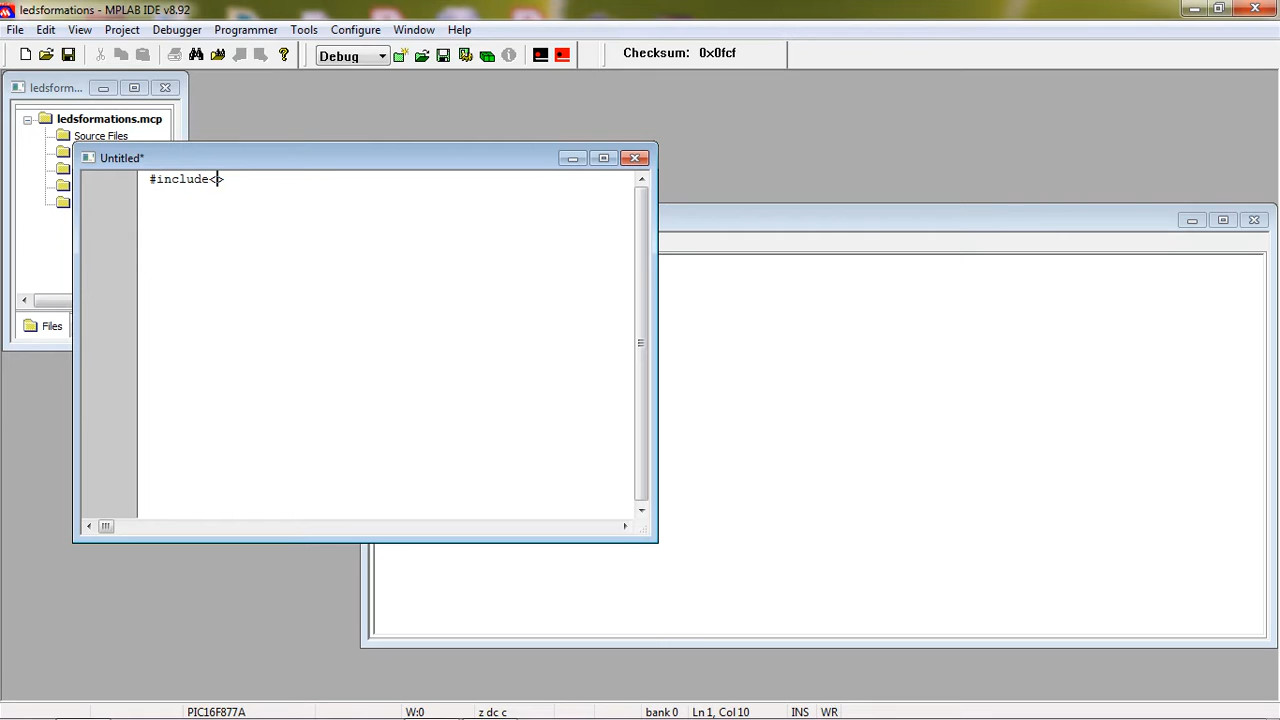 ledsformations - MPLAB IDE v8.92
File Edit View Project Debugger Programmer Tools Configure Window Help
Debug
Checksum: 0x0fcf
ledsform...
ledsformations.mcp
Source Files
Untitled*
#include<>
Files
PIC16F877A W:0 z dc c bank 0 Ln 1, Col 10 INS WR